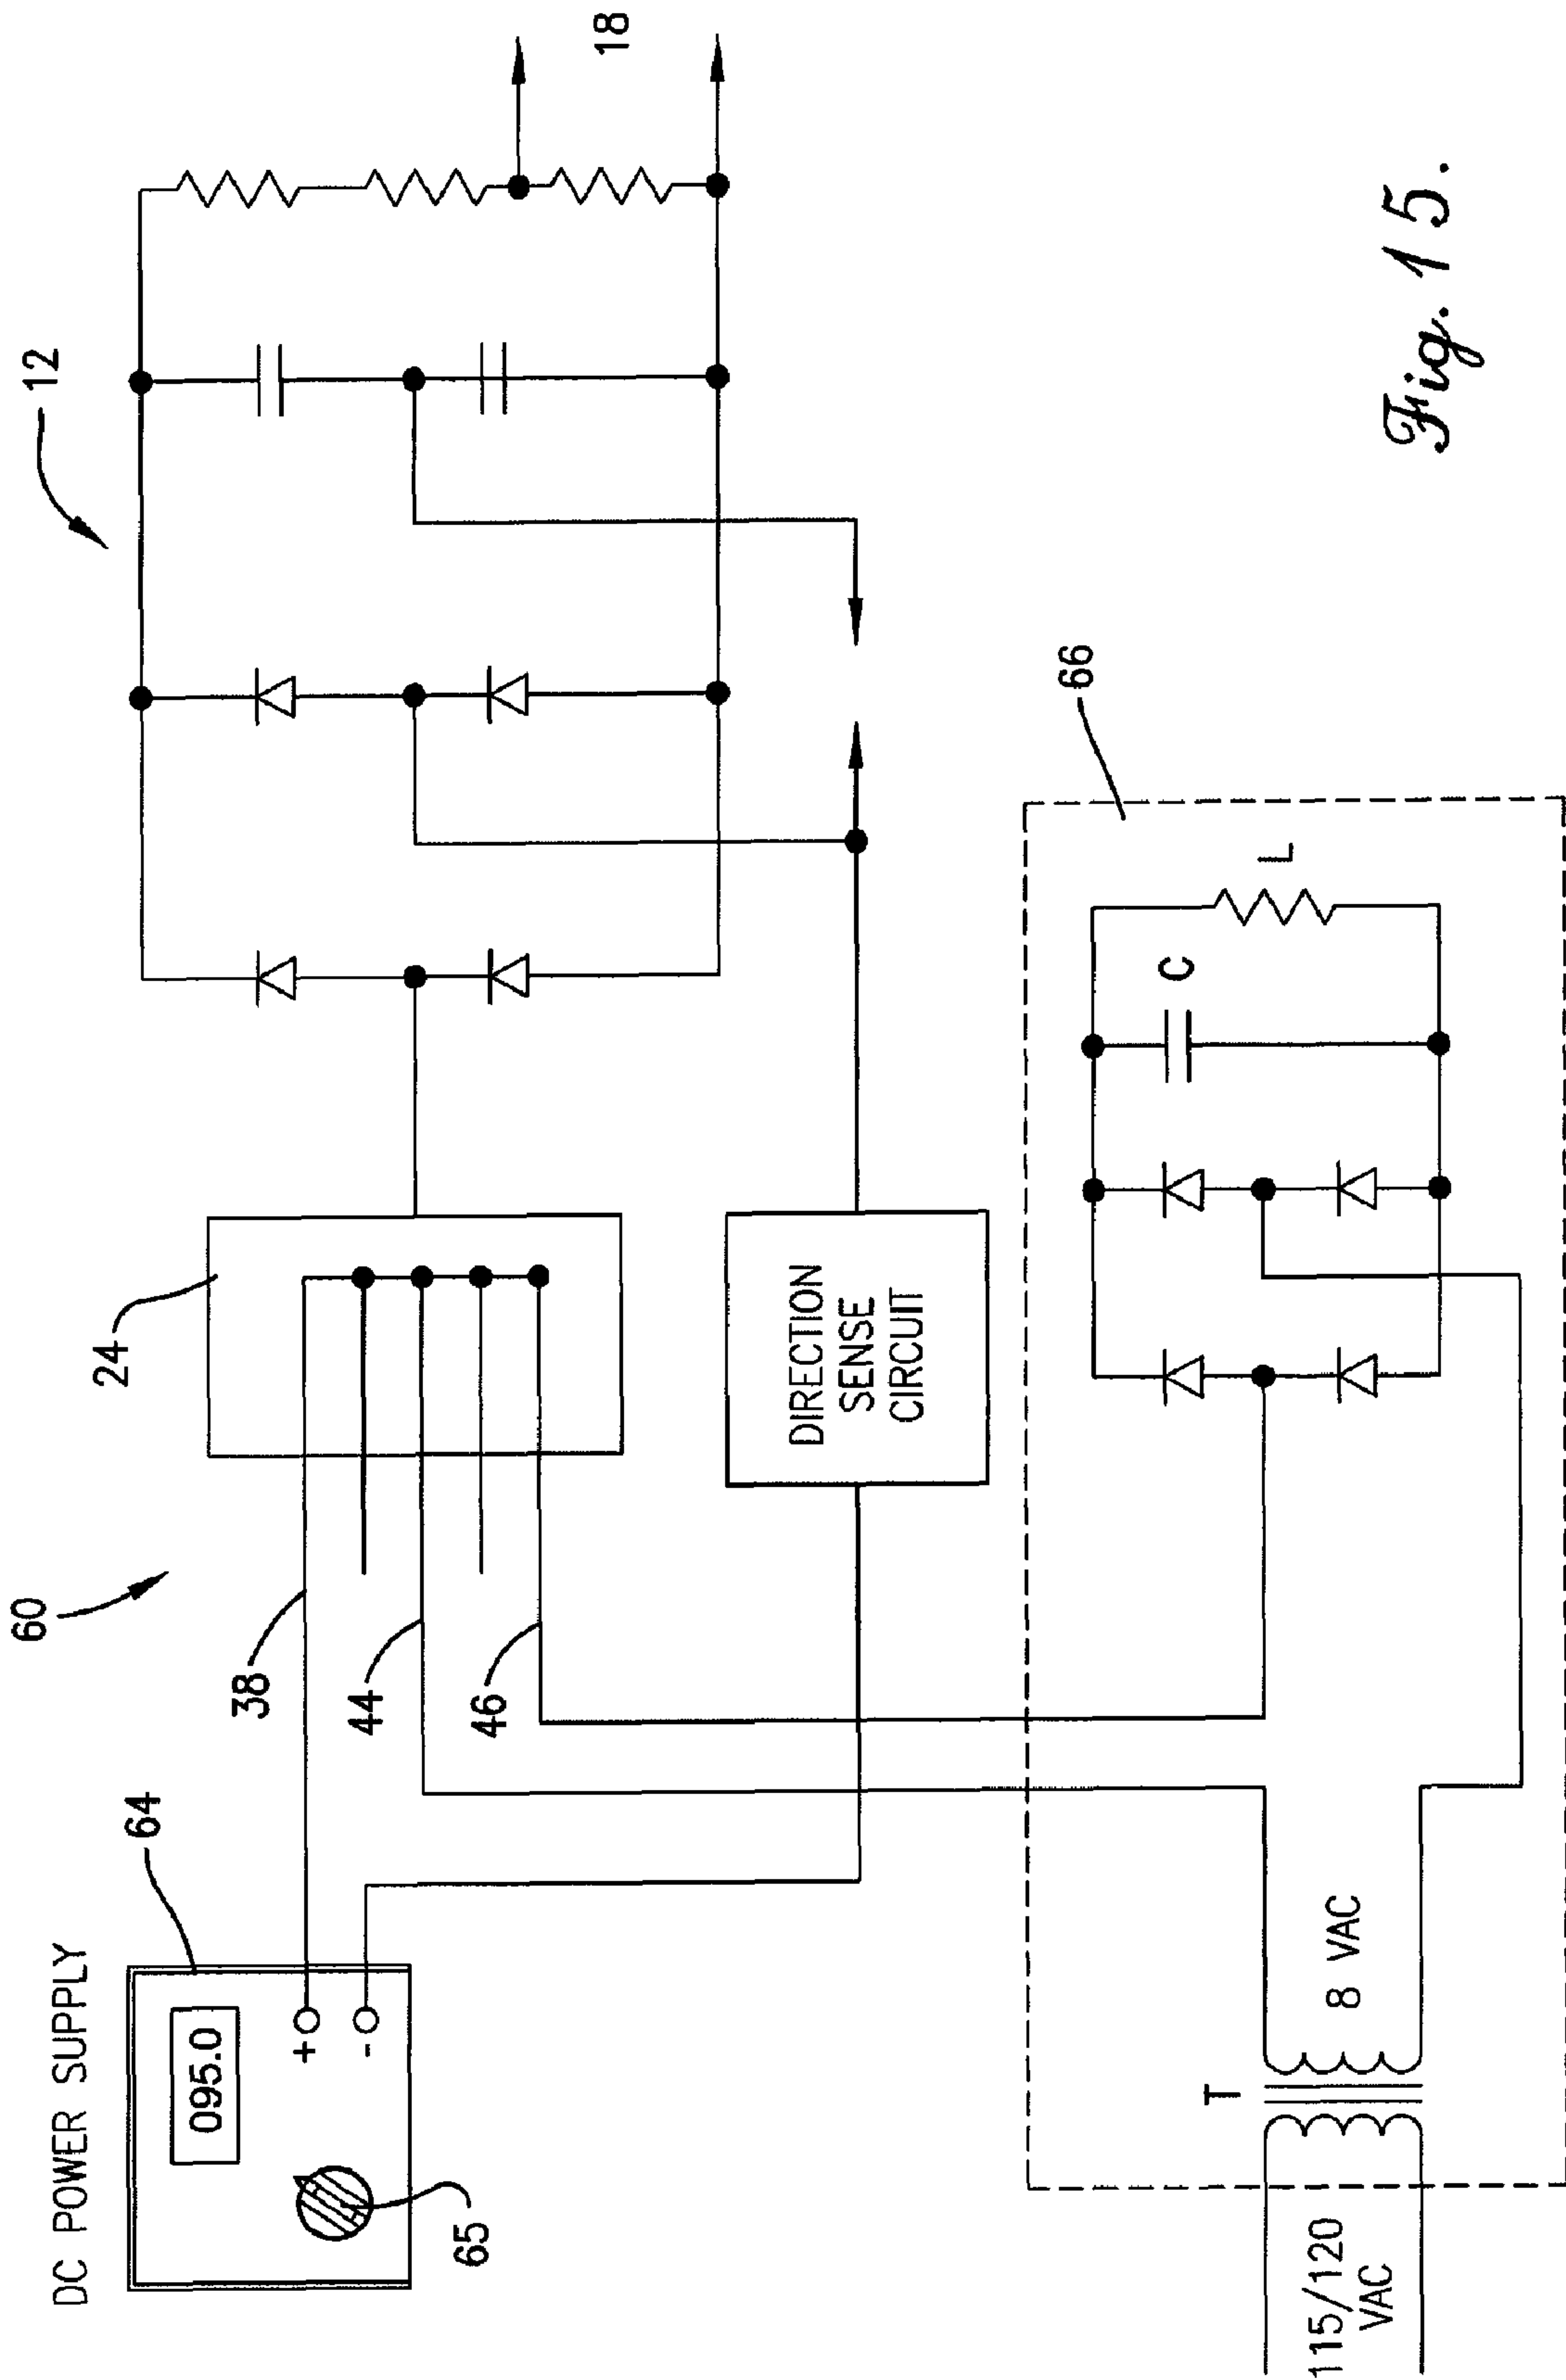 DC POWER SUPPLY
64
095.0
+
-
65
60
38
44
46
24
12
18
DIRECTION
SENSE
CIRCUIT
66
115/120
VAC
T
8 VAC
C
L
Fig. 15.